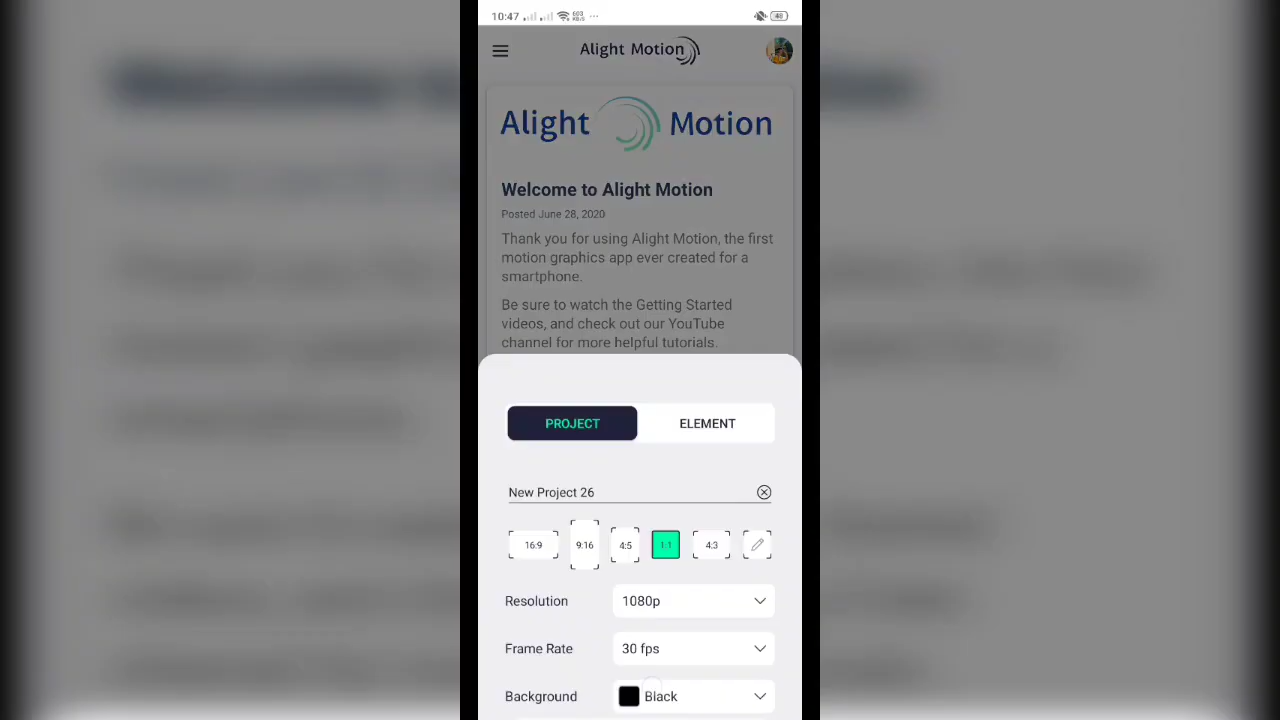 10:47 603 KB/S ... 48
Alight Motion
Alight Motion
Welcome to Alight Motion
Posted June 28, 2020
Thank you for using Alight Motion, the first
motion graphics app ever created for a
smartphone.
Be sure to watch the Getting Started
videos, and check out our YouTube
channel for more helpful tutorials.
PROJECT ELEMENT
New Project 26
16:9 9:16 4:5 1:1 4:3
Resolution 1080p
Frame Rate 30 fps
Background Black